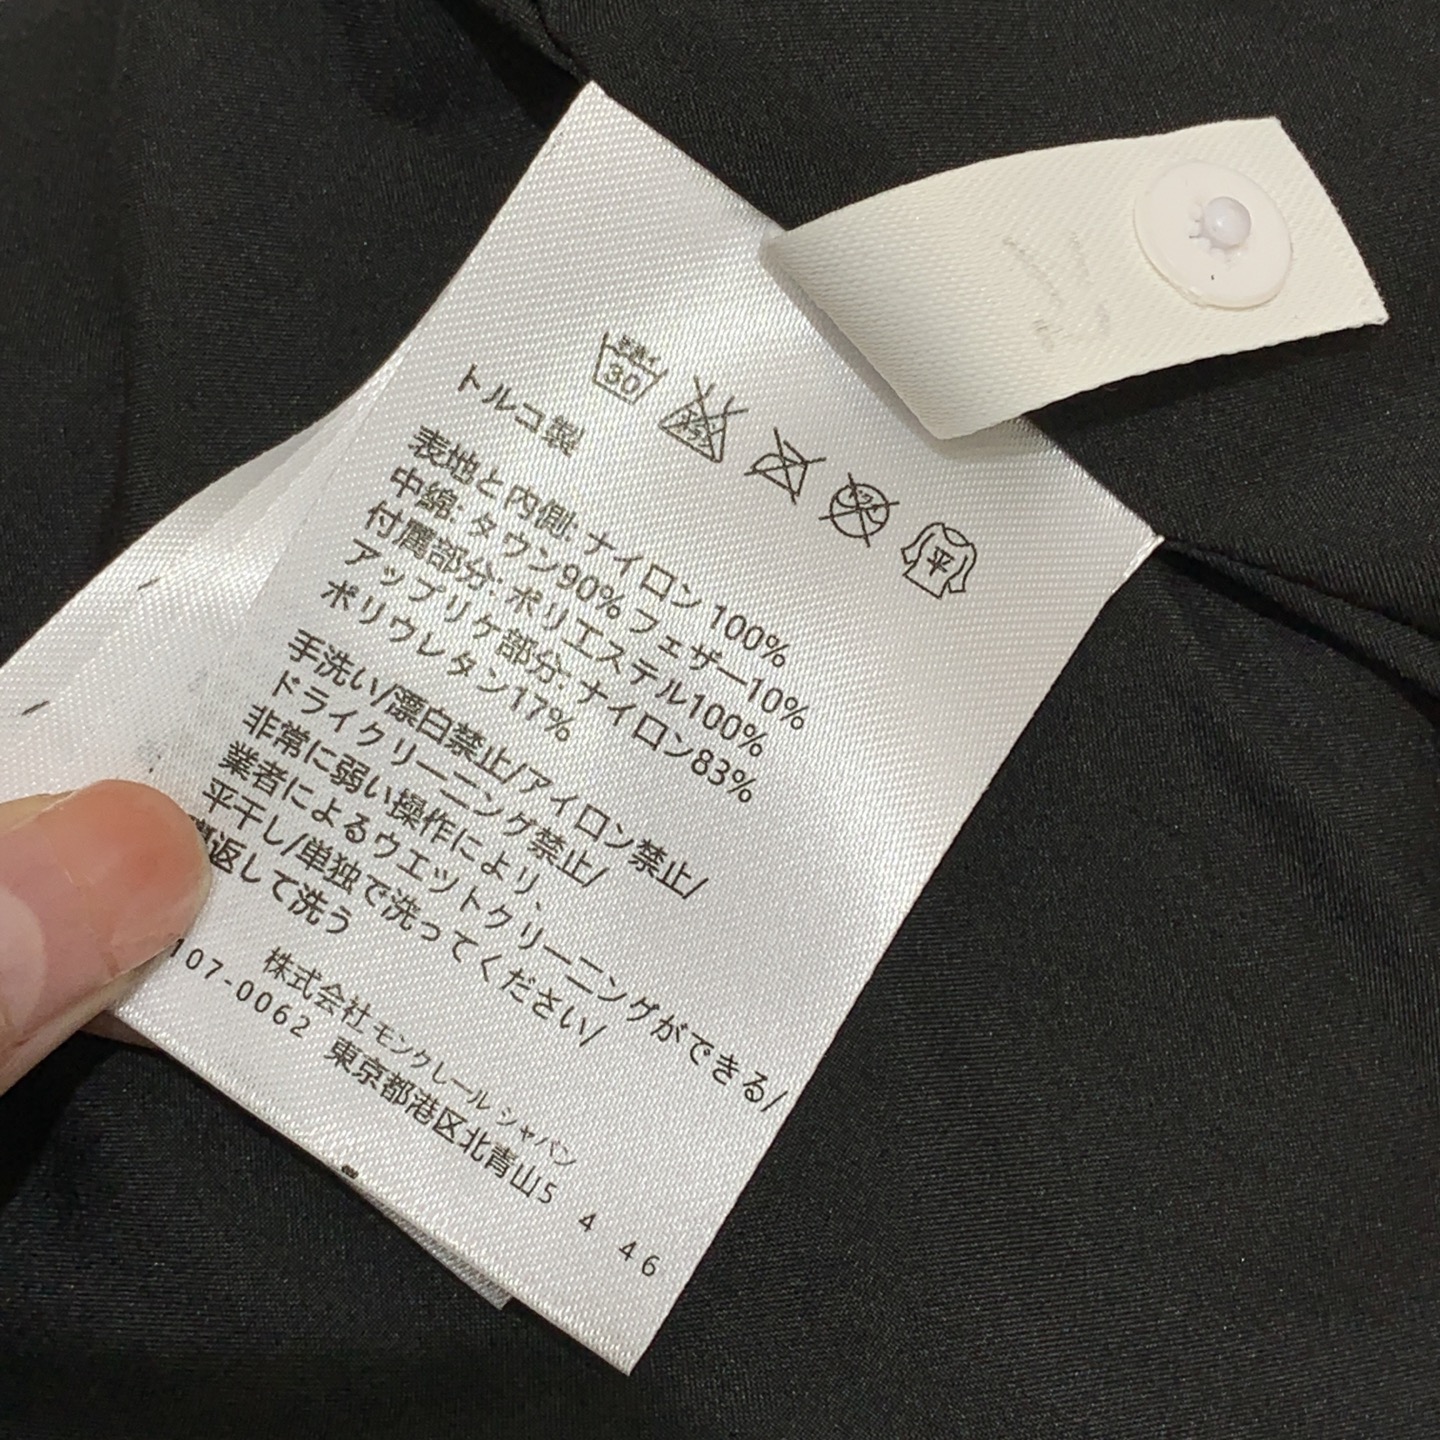 30
平
トルコ製
表地と内側: ナイロン 100%
中綿: タウン90% フェザー10%
付属部分: ポリエステル100%
アップリケ部分: ナイロン83%
ポリウレタン17%
手洗い/漂白禁止/アイロン禁止/
ドライクリーニング禁止/
非常に弱い操作により、
業者によるウエットクリーニングができる/
平干し/単独で洗ってください/
返して洗う
株式会社 モンクレール シャパン
107-0062 東京都港区北青山5 4 46